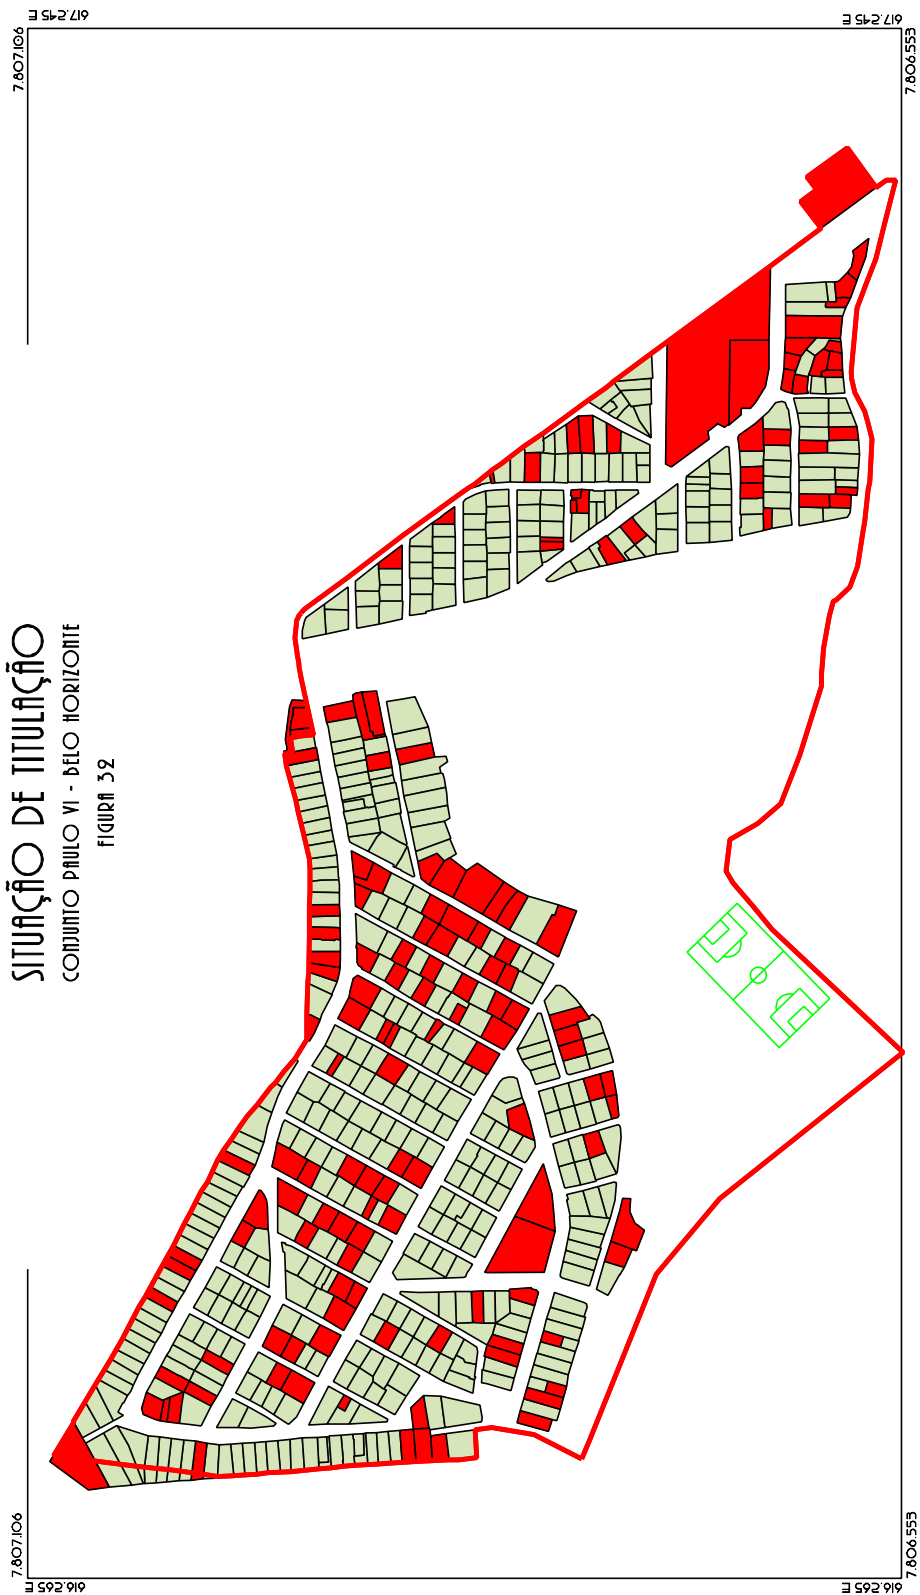 617.245 E
617.245 E
7.807.106
7.806.553
SITUAÇÃO DE TITULAÇÃO
CONJUNTO PAULO VI - BELO HORIZONTE
FIGURA 32
7.807.106
7.806.553
616.265 E
616.265 E